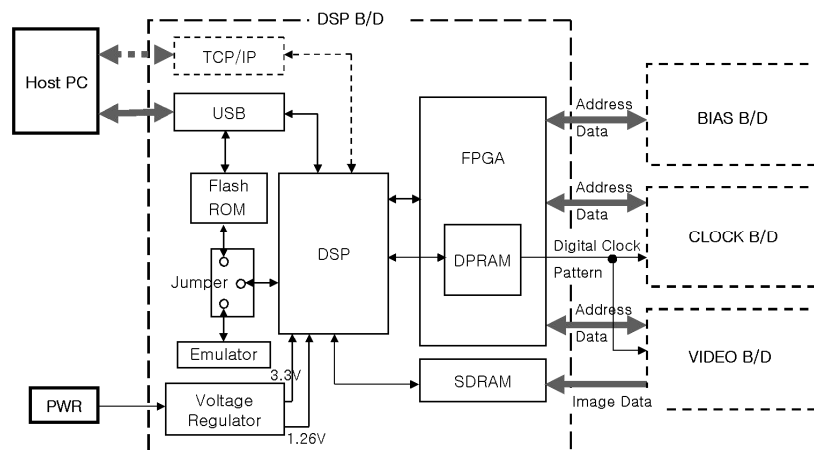 DSP B/D
TCP/IP
Host PC
USB
Flash
ROM
Jumper
Emulator
3.3V
PWR
Voltage
Regulator
1.26V
DSP
FPGA
DPRAM
SDRAM
Address
Data
BIAS B/D
Address
Data
CLOCK B/D
Digital Clock
Pattern
Address
Data
VIDEO B/D
Image Data